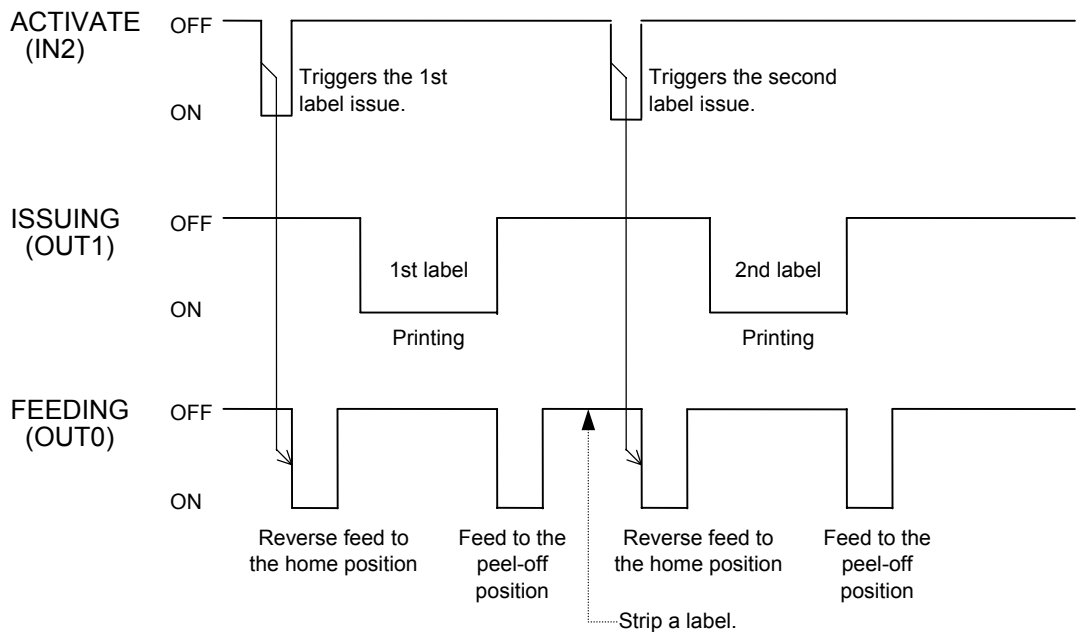 ACTIVATE
(IN2)
OFF
ON
Triggers the 1st
label issue.
Triggers the second
label issue.
ISSUING
(OUT1)
OFF
ON
1st label
Printing
2nd label
Printing
FEEDING
(OUT0)
OFF
ON
Reverse feed to
the home position
Feed to the
peel-off
position
Reverse feed to
the home position
Feed to the
peel-off
position
Strip a label.